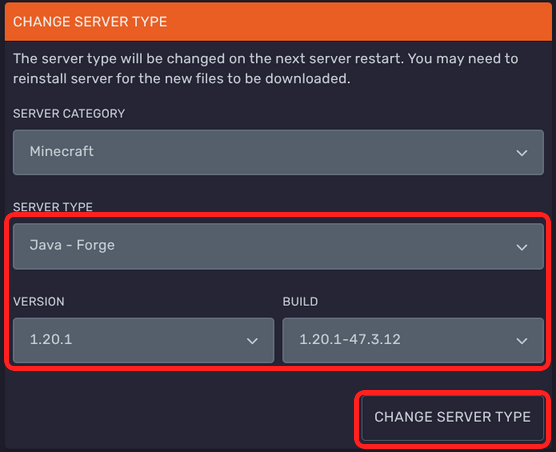 CHANGE SERVER TYPE
The server type will be changed on the next server restart. You may need to
reinstall server for the new files to be downloaded.
SERVER CATEGORY
Minecraft
SERVER TYPE
Java - Forge
VERSION
BUILD
1.20.1
1.20.1-47.3.12
CHANGE SERVER TYPE